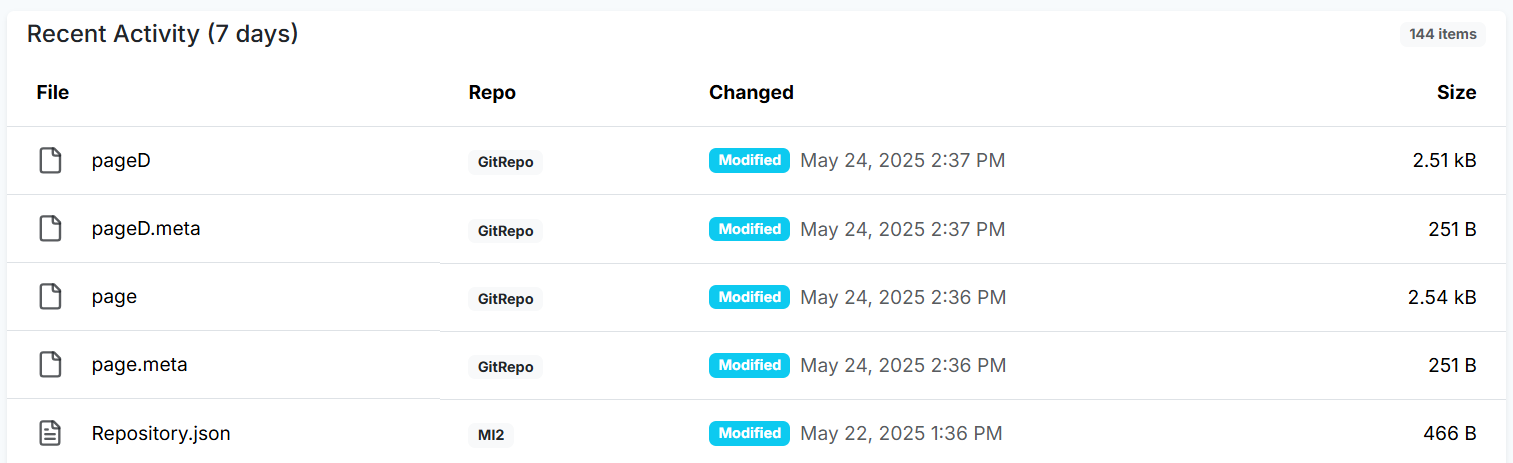 Recent Activity (7 days) 144 items
File Repo Changed Size
pageD GitRepo Modified May 24, 2025 2:37 PM 2.51 kB
pageD.meta GitRepo Modified May 24, 2025 2:37 PM 251 B
page GitRepo Modified May 24, 2025 2:36 PM 2.54 kB
page.meta GitRepo Modified May 24, 2025 2:36 PM 251 B
Repository.json MI2 Modified May 22, 2025 1:36 PM 466 B